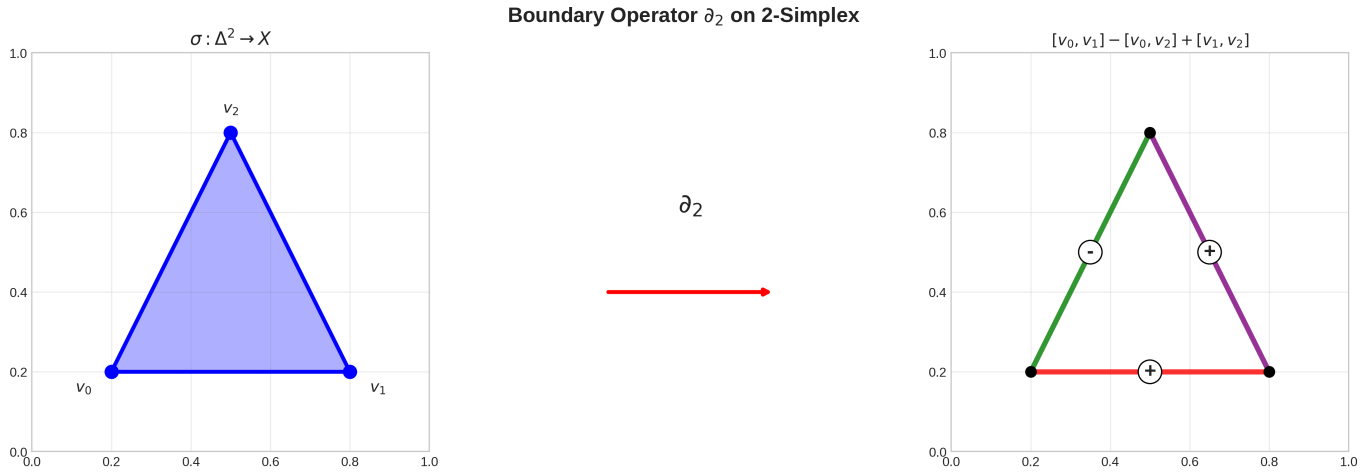 Boundary Operator ∂₂ on 2-Simplex
σ : Δ² → X
1.0
0.8
0.6
0.4
0.2
0.0
0.0 0.2 0.4 0.6 0.8 1.0
v₂
v₀
v₁
∂₂
[v₀, v₁] − [v₀, v₂] + [v₁, v₂]
1.0
0.8
0.6
0.4
0.2
0.0
0.0 0.2 0.4 0.6 0.8 1.0
- +
+